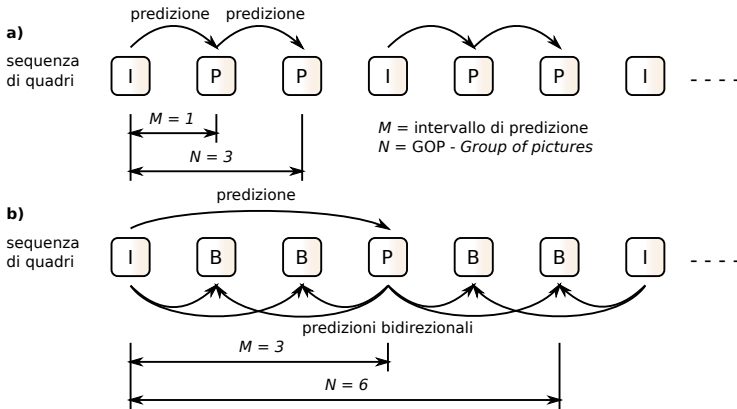 predizione predizione
a)
sequenza
di quadri
I P P I P P I
M = 1
M = intervallo di predizione
N = GOP - Group of pictures
N = 3
predizione
b)
sequenza
di quadri
I B B P B B I
predizioni bidirezionali
M = 3
N = 6